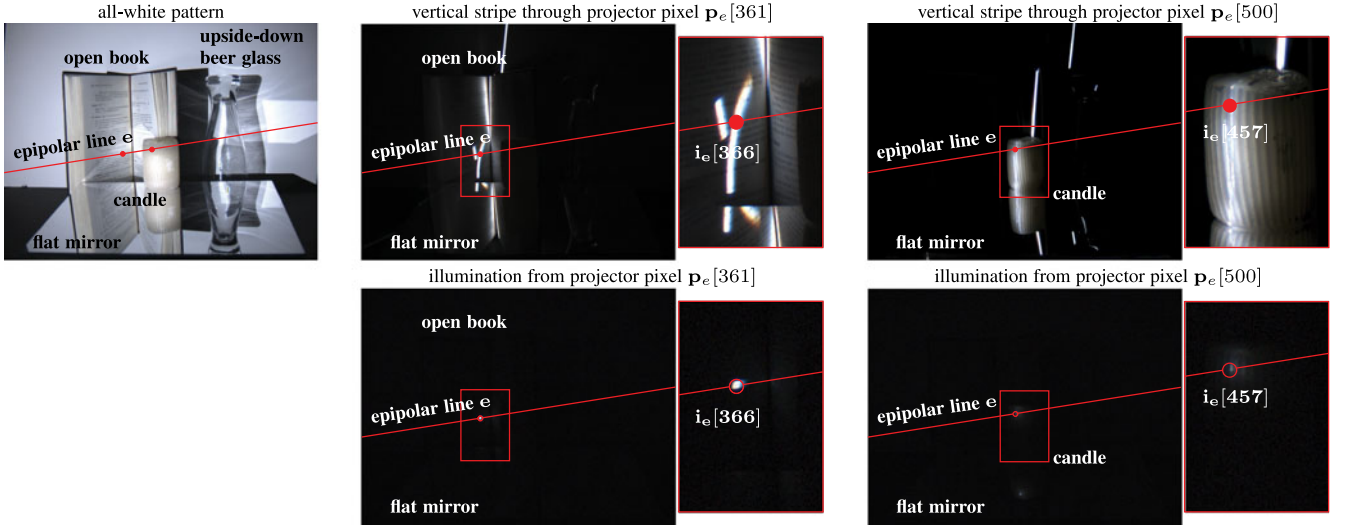 all-white pattern
upside-down
beer glass
open book
epipolar line e
candle
flat mirror
vertical stripe through projector pixel p_e[361]
open book
epipolar line e
flat mirror
i_e[366]
vertical stripe through projector pixel p_e[500]
epipolar line e
candle
flat mirror
i_e[457]
illumination from projector pixel p_e[361]
open book
epipolar line e
flat mirror
i_e[366]
illumination from projector pixel p_e[500]
epipolar line e
candle
flat mirror
i_e[457]